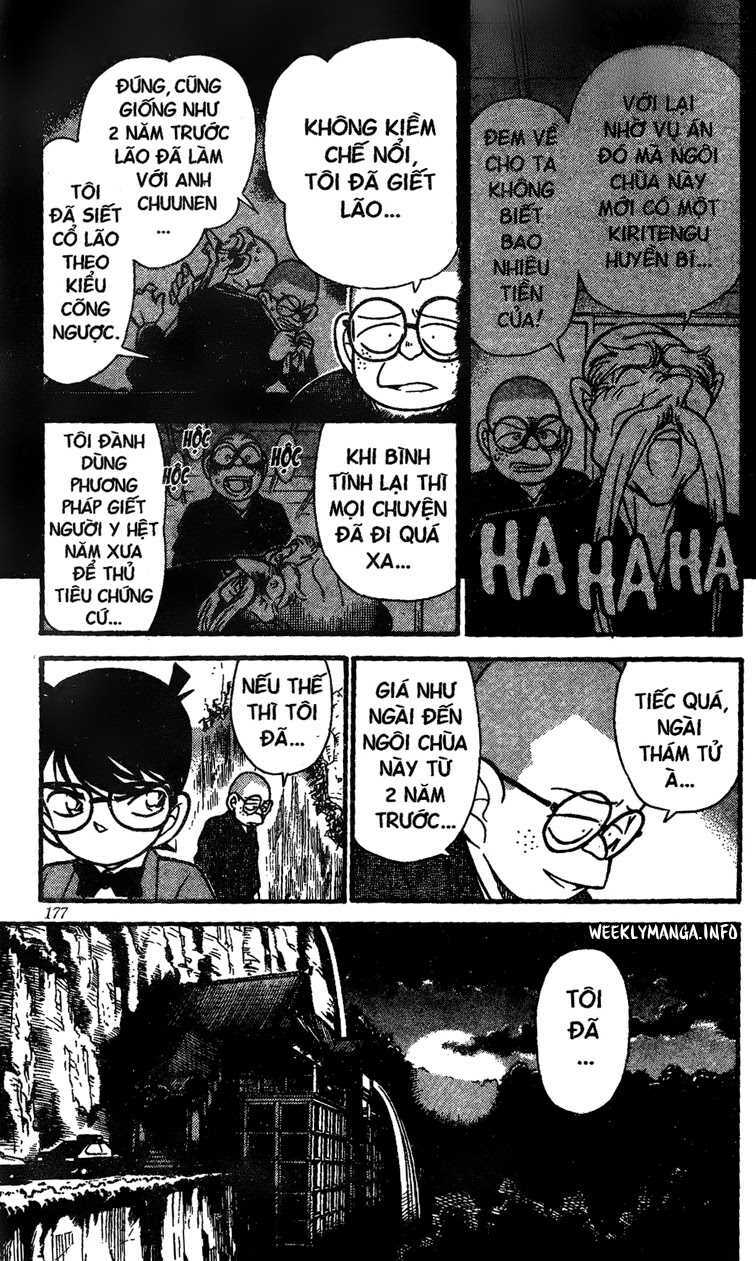 VỚI LẠI
NHỜ VỤ ÁN
ĐÓ MÀ NGÔI
CHÙA NÀY
MỚI CÓ MỘT
KIRITENGU
HUYỀN BÍ...
ĐEM VỀ
CHO TA
KHÔNG
BIẾT
BAO
NHIÊU
TIỀN
CỦA!
HA HA HA
KHÔNG KIỀM
CHẾ NỔI,
TÔI ĐÃ GIẾT
LÃO...
ĐÚNG, CŨNG
GIỐNG NHƯ
2 NĂM TRƯỚC
LÃO ĐÃ LÀM
VỚI ANH
CHUUNEN
...
TÔI
ĐÃ SIẾT
CỔ LÃO
THEO
KIỂU
CÕNG
NGƯỢC.
KHI BÌNH
TĨNH LẠI THÌ
MỌI CHUYỆN
ĐÃ ĐI QUÁ
XA...
HỘC
HỘC
HỘC
TÔI ĐÀNH
DÙNG
PHƯƠNG
PHÁP GIẾT
NGƯỜI Y HỆT
NĂM XƯA
ĐỂ THỦ
TIÊU CHỨNG
CỨ...
TIẾC QUÁ,
NGÀI
THÁM TỬ
À...
GIÁ NHƯ
NGÀI ĐẾN
NGÔI CHÙA
NÀY TỪ
2 NĂM
TRƯỚC...
NẾU THẾ
THÌ TÔI
ĐÃ...
177
WEEKLYMANGA.INFO
TÔI
ĐÃ
...